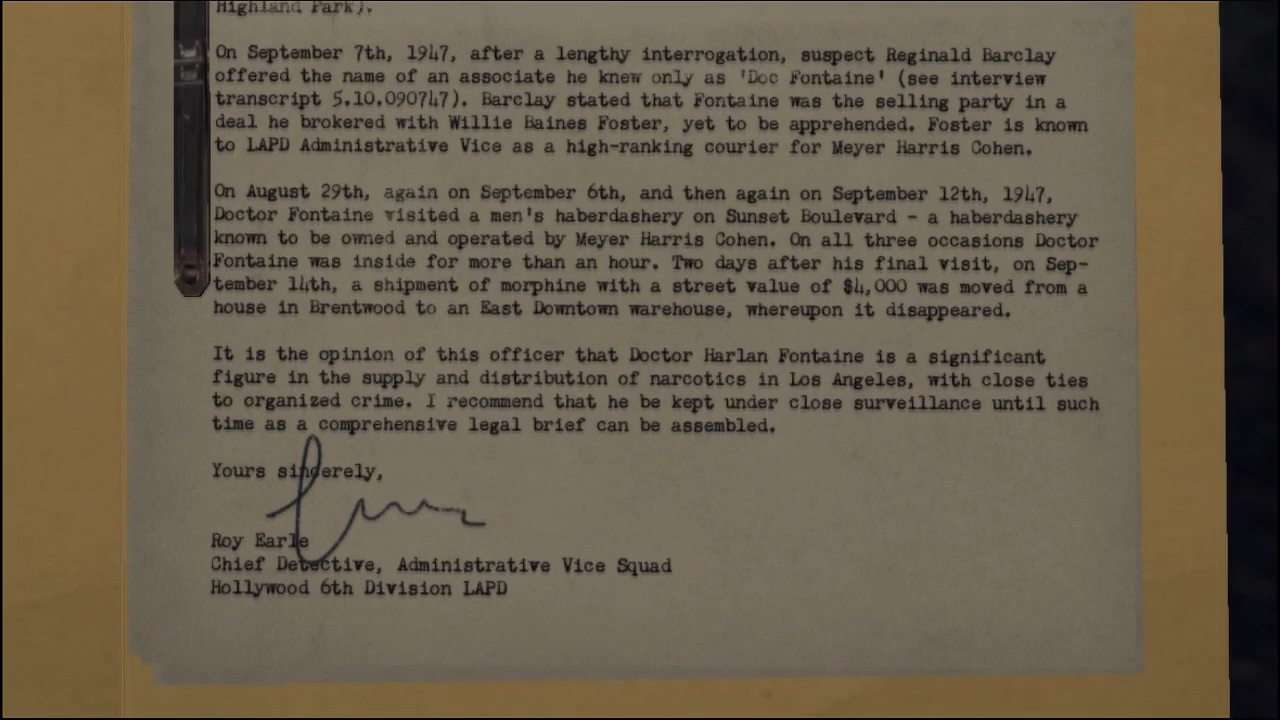 Highland Park).
On September 7th, 1947, after a lengthy interrogation, suspect Reginald Barclay
offered the name of an associate he knew only as 'Doc Fontaine' (see interview
transcript 5.10.090747). Barclay stated that Fontaine was the selling party in a
deal he brokered with Willie Baines Foster, yet to be apprehended. Foster is known
to LAPD Administrative Vice as a high-ranking courier for Meyer Harris Cohen.
On August 29th, again on September 6th, and then again on September 12th, 1947,
Doctor Fontaine visited a men's haberdashery on Sunset Boulevard - a haberdashery
known to be owned and operated by Meyer Harris Cohen. On all three occasions Doctor
Fontaine was inside for more than an hour. Two days after his final visit, on Sep-
tember 14th, a shipment of morphine with a street value of $4,000 was moved from a
house in Brentwood to an East Downtown warehouse, whereupon it disappeared.
It is the opinion of this officer that Doctor Harlan Fontaine is a significant
figure in the supply and distribution of narcotics in Los Angeles, with close ties
to organized crime. I recommend that he be kept under close surveillance until such
time as a comprehensive legal brief can be assembled.
Yours sincerely,
Roy Earle
Chief Detective, Administrative Vice Squad
Hollywood 6th Division LAPD